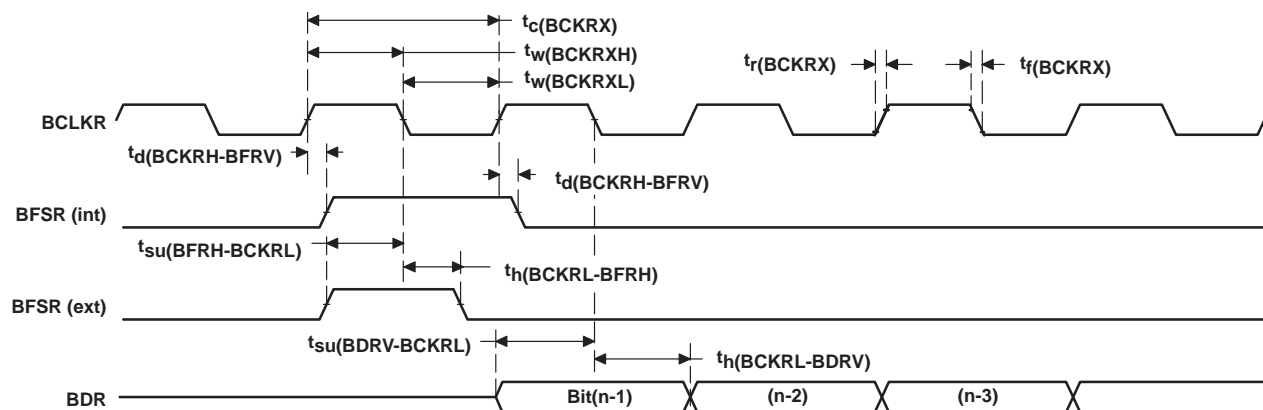 tc(BCKRX)
tw(BCKRXH)
tw(BCKRXL)
tr(BCKRX)
tf(BCKRX)
BCLKR
td(BCKRH-BFRV)
td(BCKRH-BFRV)
BFSR (int)
tsu(BFRH-BCKRL)
th(BCKRL-BFRH)
BFSR (ext)
tsu(BDRV-BCKRL)
th(BCKRL-BDRV)
BDR
Bit(n-1)
(n-2)
(n-3)